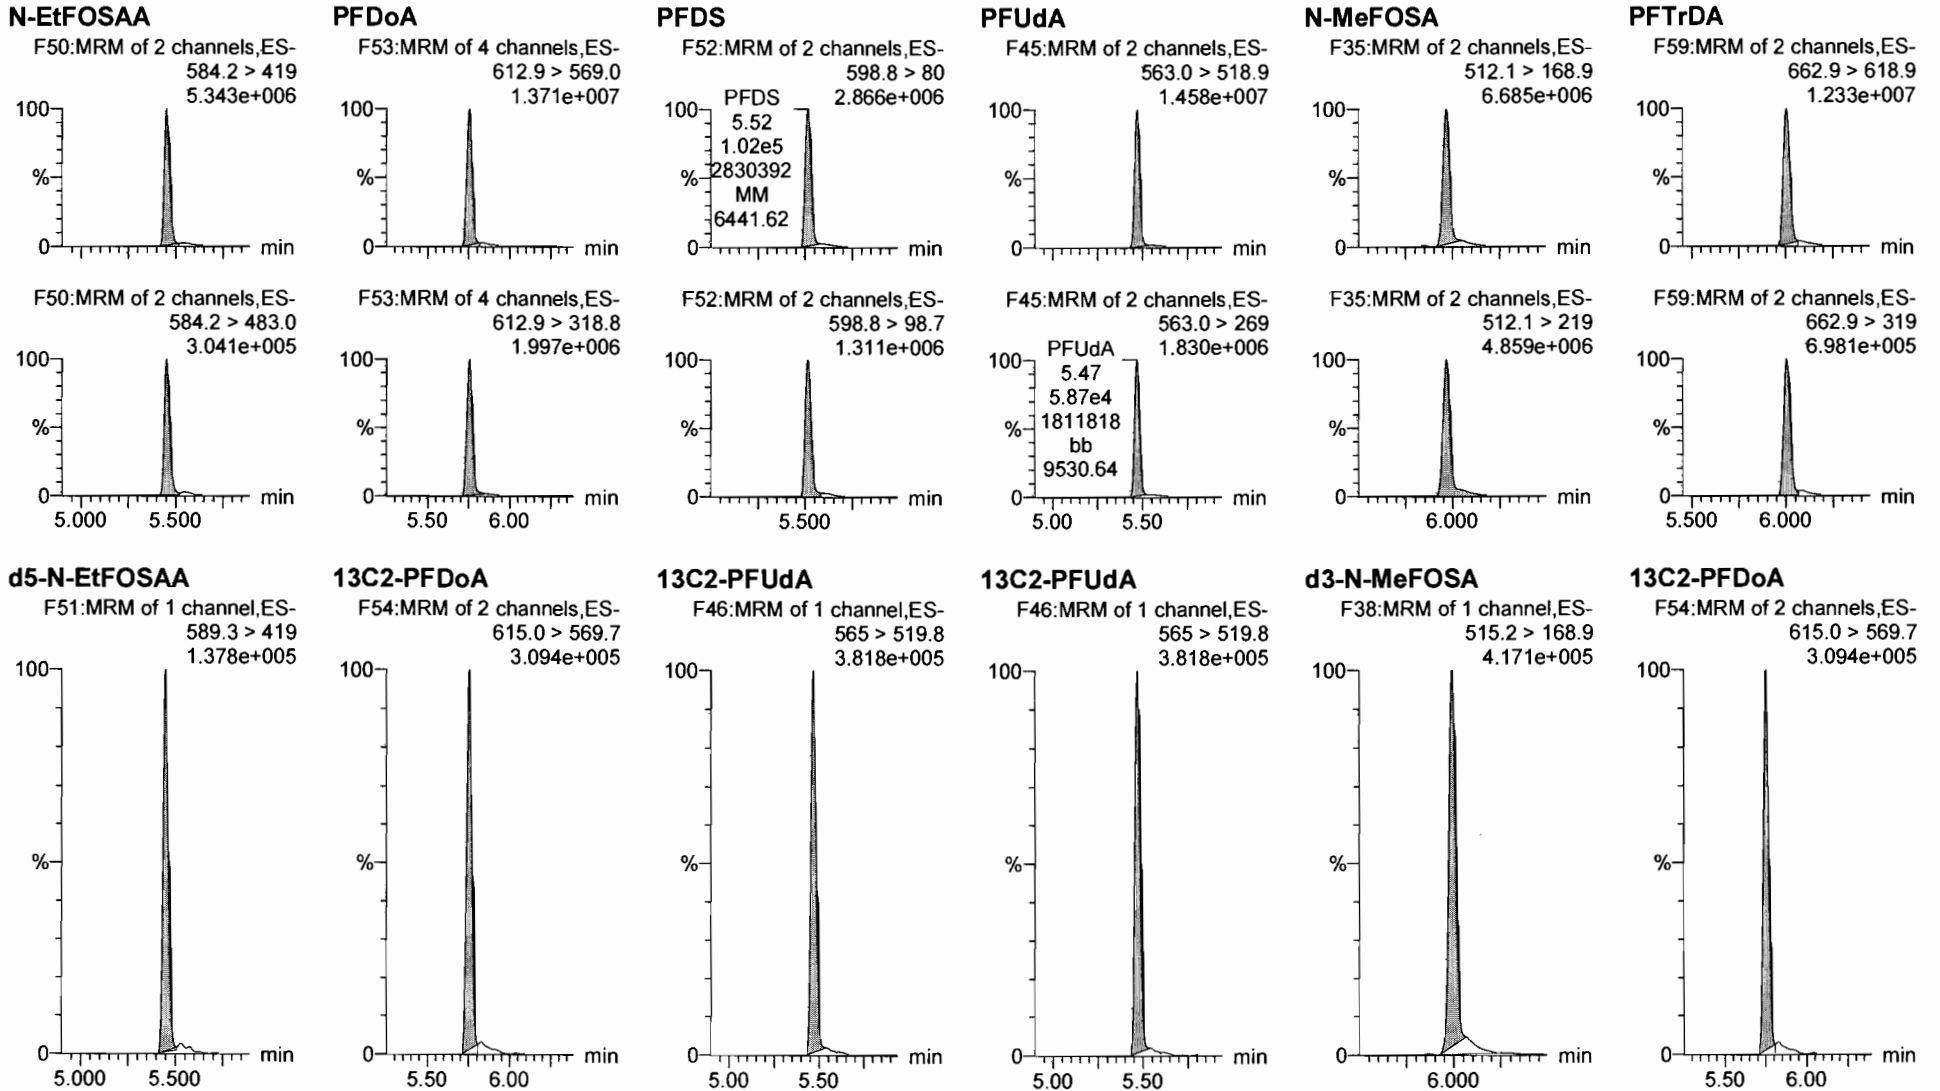 N-EtFOSAA
F50:MRM of 2 channels,ES-
584.2 > 419
5.343e+006
100
%
0
min
PFDoA
F53:MRM of 4 channels,ES-
612.9 > 569.0
1.371e+007
100
%
0
min
PFDS
F52:MRM of 2 channels,ES-
598.8 > 80
2.866e+006
PFDS
5.52
1.02e5
2830392
MM
6441.62
100
%
0
min
PFUdA
F45:MRM of 2 channels,ES-
563.0 > 518.9
1.458e+007
100
%
0
min
N-MeFOSA
F35:MRM of 2 channels,ES-
512.1 > 168.9
6.685e+006
100
%
0
min
PFTrDA
F59:MRM of 2 channels,ES-
662.9 > 618.9
1.233e+007
100
%
0
min
F50:MRM of 2 channels,ES-
584.2 > 483.0
3.041e+005
100
%
0
min
5.000 5.500
F53:MRM of 4 channels,ES-
612.9 > 318.8
1.997e+006
100
%
0
min
5.50 6.00
F52:MRM of 2 channels,ES-
598.8 > 98.7
1.311e+006
100
%
0
min
5.500
F45:MRM of 2 channels,ES-
563.0 > 269
1.830e+006
PFUdA
5.47
5.87e4
1811818
bb
9530.64
100
%
0
min
5.00 5.50
F35:MRM of 2 channels,ES-
512.1 > 219
4.859e+006
100
%
0
min
6.000
F59:MRM of 2 channels,ES-
662.9 > 319
6.981e+005
100
%
0
min
5.500 6.000
d5-N-EtFOSAA
F51:MRM of 1 channel,ES-
589.3 > 419
1.378e+005
100
%
0
min
5.000 5.500
13C2-PFDoA
F54:MRM of 2 channels,ES-
615.0 > 569.7
3.094e+005
100
%
0
min
5.50 6.00
13C2-PFUdA
F46:MRM of 1 channel,ES-
565 > 519.8
3.818e+005
100
%
0
min
5.00 5.50
13C2-PFUdA
F46:MRM of 1 channel,ES-
565 > 519.8
3.818e+005
100
%
0
min
5.00 5.50
d3-N-MeFOSA
F38:MRM of 1 channel,ES-
515.2 > 168.9
4.171e+005
100
%
0
min
6.000
13C2-PFDoA
F54:MRM of 2 channels,ES-
615.0 > 569.7
3.094e+005
100
%
0
min
5.50 6.00